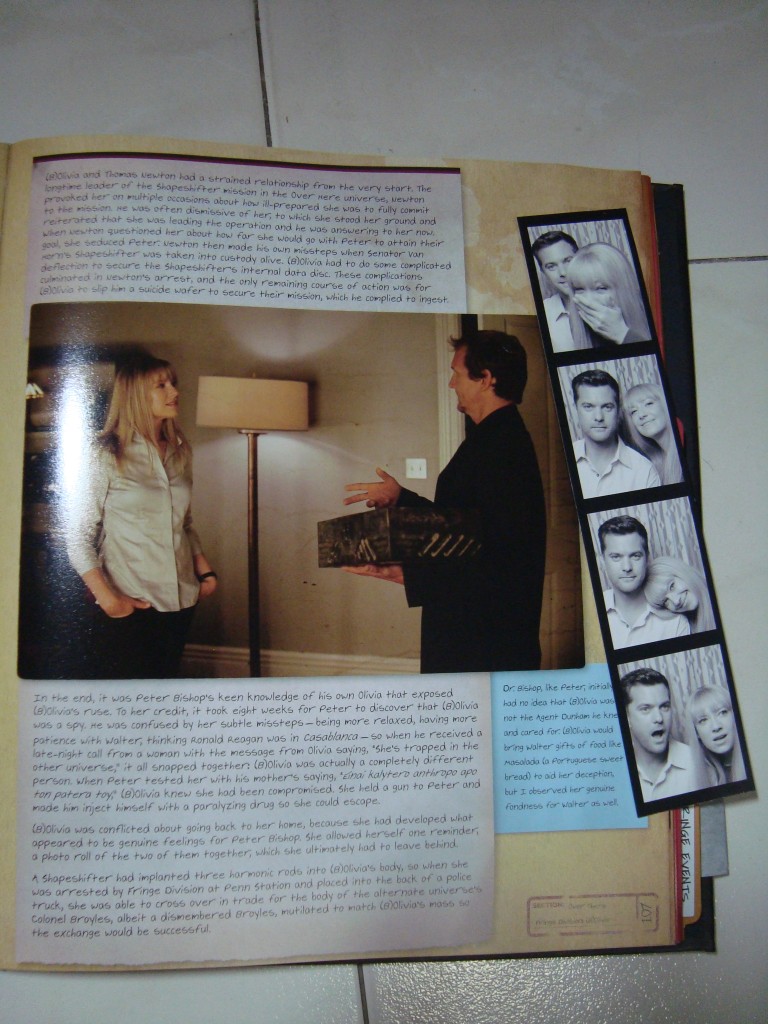 (B)Olivia and Thomas Newton had a strained relationship from the very start. The
longtime leader of the Shapeshifter mission in the Over Here universe, Newton
provoked her on multiple occasions about how ill-prepared she was to fully commit
to the mission. He was often dismissive of her, to which she stood her ground and
reiterated that she was leading the operation and he was answering to her now.
When Newton questioned her about how far she would go with Peter to attain their
goal, she seduced Peter. Newton then made his own missteps when Senator Van
Horn's Shapeshifter was taken into custody alive. (B)Olivia had to do some complicated
deflection to secure the Shapeshifter's internal data disc. These complications
culminated in Newton's arrest, and the only remaining course of action was for
(B)Olivia to slip him a suicide wafer to secure their mission, which he complied to ingest.
In the end, it was Peter Bishop's keen knowledge of his own Olivia that exposed
(B)Olivia's ruse. To her credit, it took eight weeks for Peter to discover that (B)Olivia
was a spy. He was confused by her subtle missteps—being more relaxed, having more
patience with Walter, thinking Ronald Reagan was in Casablanca—so when he received a
late-night call from a woman with the message from Olivia saying, "She's trapped in the
other universe," it all snapped together: (B)Olivia was actually a completely different
person. When Peter tested her with his mother's saying, "Einai kalytero anthropo apo
ton patera toy," (B)Olivia knew she had been compromised. She held a gun to Peter and
made him inject himself with a paralyzing drug so she could escape.
(B)Olivia was conflicted about going back to her home, because she had developed what
appeared to be genuine feelings for Peter Bishop. She allowed herself one reminder,
a photo roll of the two of them together, which she ultimately had to leave behind.
A Shapeshifter had implanted three harmonic rods into (B)Olivia's body, so when she
was arrested by Fringe Division at Penn Station and placed into the back of a police
truck, she was able to cross over in trade for the body of the alternate universe's
Colonel Broyles, albeit a dismembered Broyles, mutilated to match (B)Olivia's mass so
the exchange would be successful.
Dr. Bishop, like Peter, initially
had no idea that (B)Olivia was
not the Agent Dunham he knew
and cared for. (B)Olivia would
bring Walter gifts of food like
masalada (a Portuguese sweet
bread) to aid her deception,
but I observed her genuine
fondness for Walter as well.
SECTION:
107
EVENTS